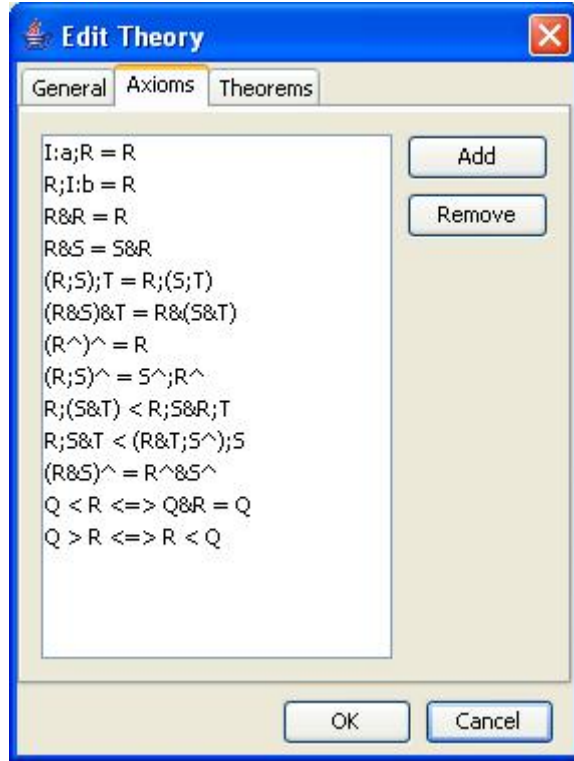 Edit Theory
General Axioms Theorems
I:a;R = R
R;I:b = R
R&R = R
R&S = S&R
(R;S);T = R;(S;T)
(R&S)&T = R&(S&T)
(R^)^ = R
(R;S)^ = S^;R^
R;(S&T) < R;S&R;T
R;S&T < (R&T;S^);S
(R&S)^ = R^&S^
Q < R <=> Q&R = Q
Q > R <=> R < Q
Add
Remove
OK Cancel